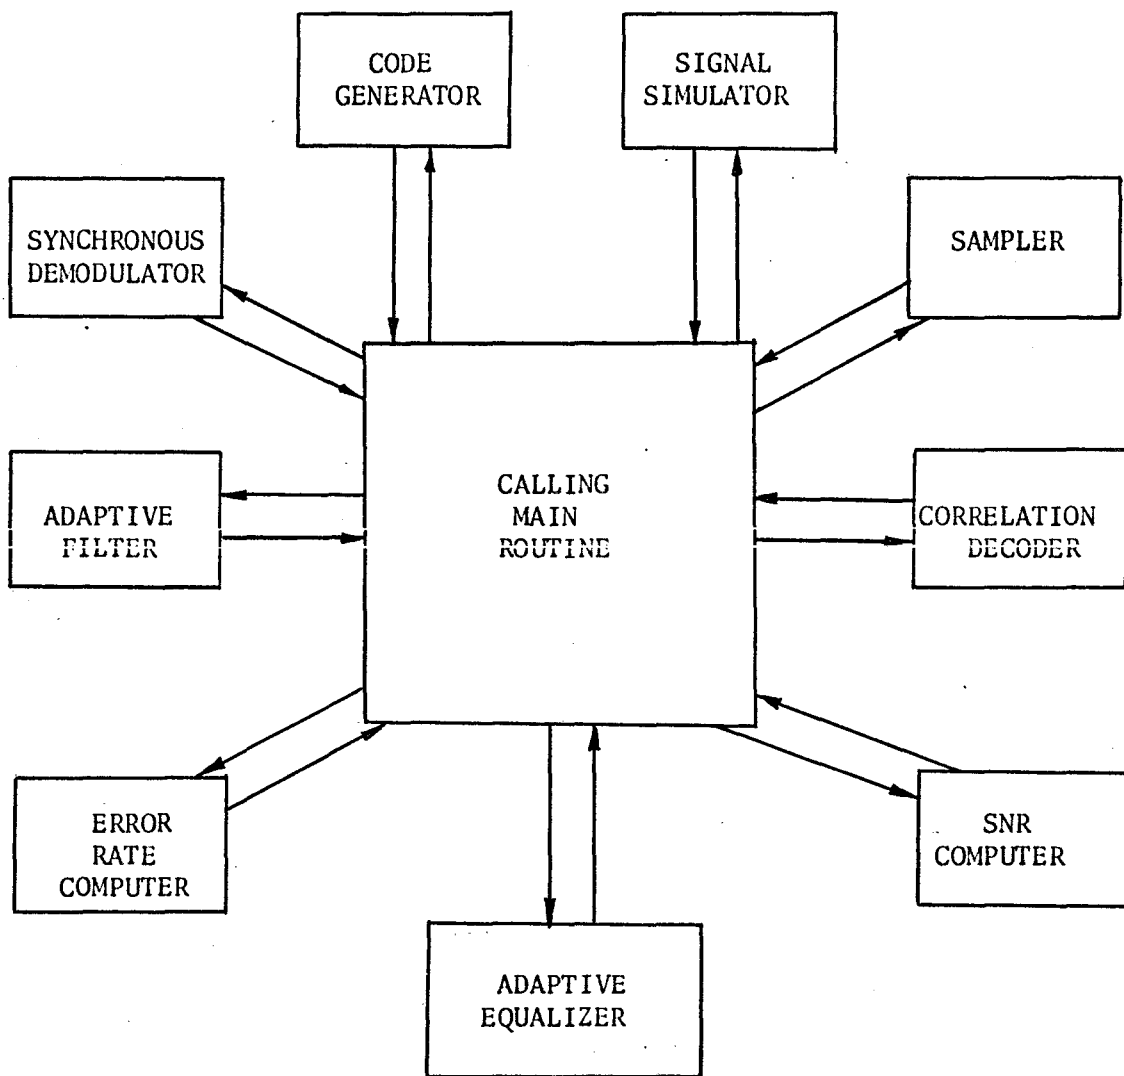 CODE
GENERATOR
SIGNAL
SIMULATOR
SYNCHRONOUS
DEMODULATOR
SAMPLER
CALLING
MAIN
ROUTINE
ADAPTIVE
FILTER
CORRELATION
DECODER
ERROR
RATE
COMPUTER
SNR
COMPUTER
ADAPTIVE
EQUALIZER